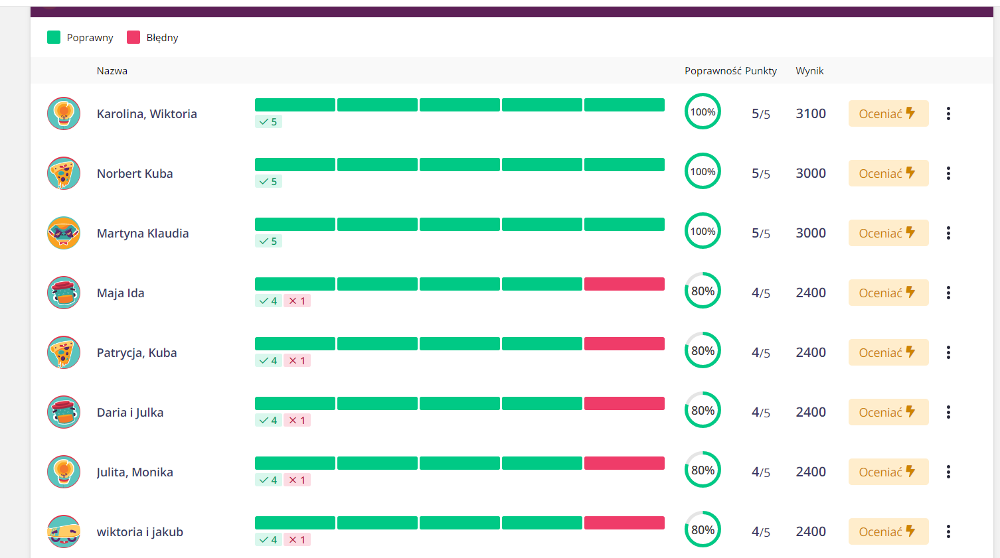 Poprawny Błędny
Nazwa Poprawność Punkty Wynik
Karolina, Wiktoria 5 100% 5/5 3100 Oceniać
Norbert Kuba 5 100% 5/5 3000 Oceniać
Martyna Klaudia 5 100% 5/5 3000 Oceniać
Maja Ida 4 1 80% 4/5 2400 Oceniać
Patrycja, Kuba 4 1 80% 4/5 2400 Oceniać
Daria i Julka 4 1 80% 4/5 2400 Oceniać
Julita, Monika 4 1 80% 4/5 2400 Oceniać
wiktoria i jakub 4 1 80% 4/5 2400 Oceniać